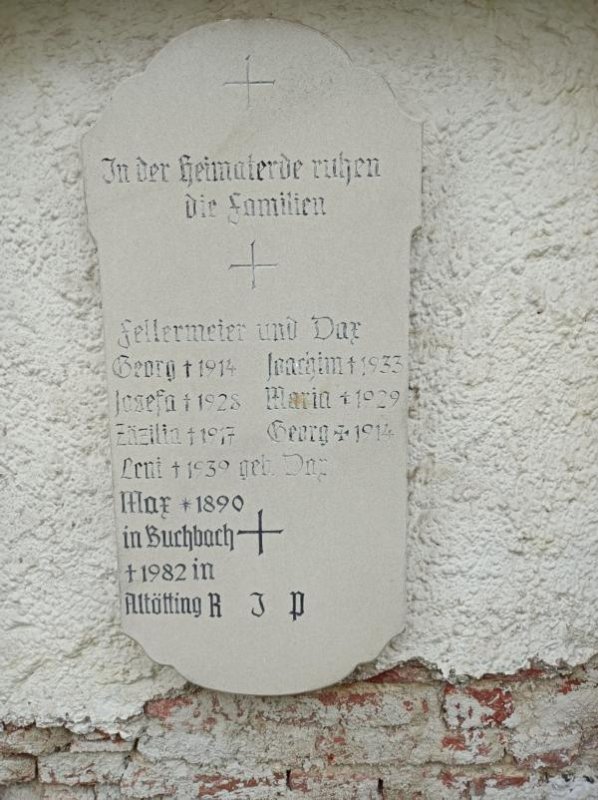 In der Heimaterde ruhen
die Familien
Fellermeier und Dax
Georg † 1914 Joachim † 1933
Josefa † 1928 Maria † 1929
Zäzilia † 1917 Georg ✠ 1914
Leni † 1939 geb. Dax
Max * 1890
in Buchbach
† 1982 in
Altötting R I P